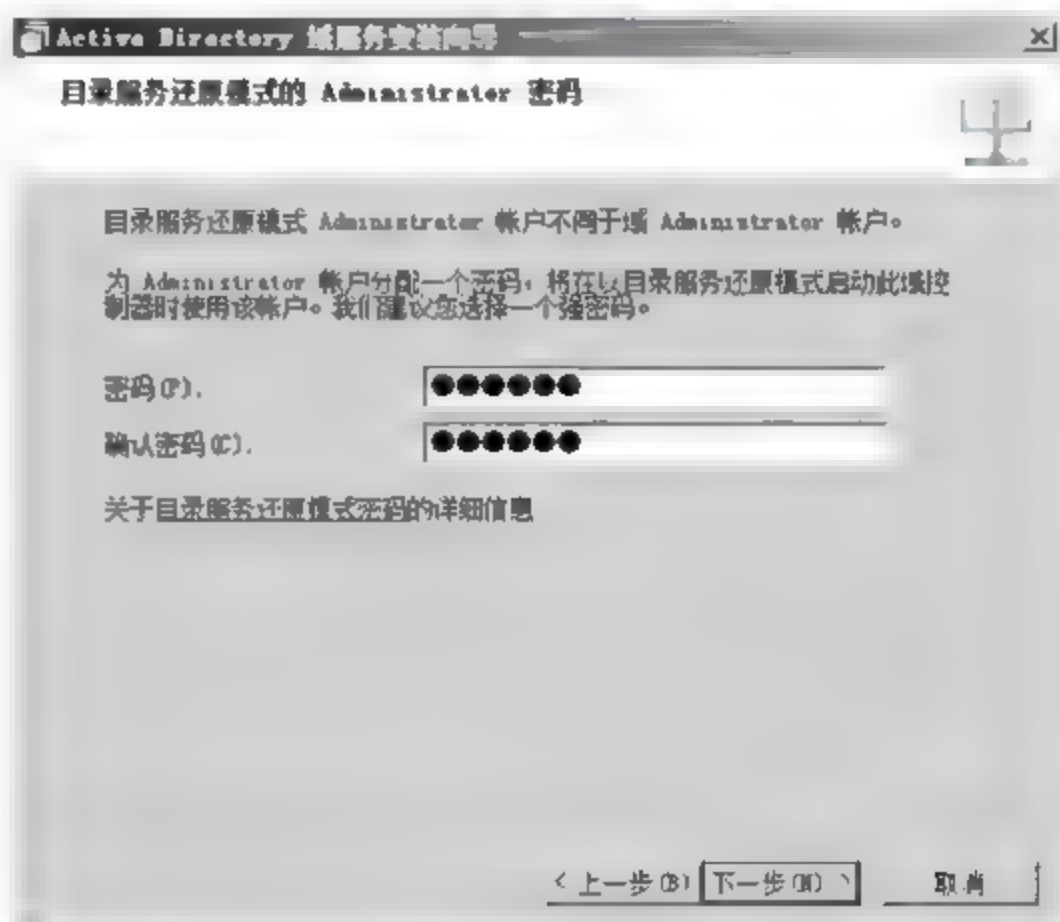 Active Directory 域服务安装向导
目录服务还原模式的 Administrator 密码
目录服务还原模式 Administrator 帐户不同于域 Administrator 帐户。
为 Administrator 帐户分配一个密码，将在以目录服务还原模式启动此域控
制器时使用该帐户。我们建议您选择一个强密码。
密码(P):
●●●●●●
确认密码(C):
●●●●●●
关于目录服务还原模式密码的详细信息
< 上一步(B) 下一步(N) > 取消